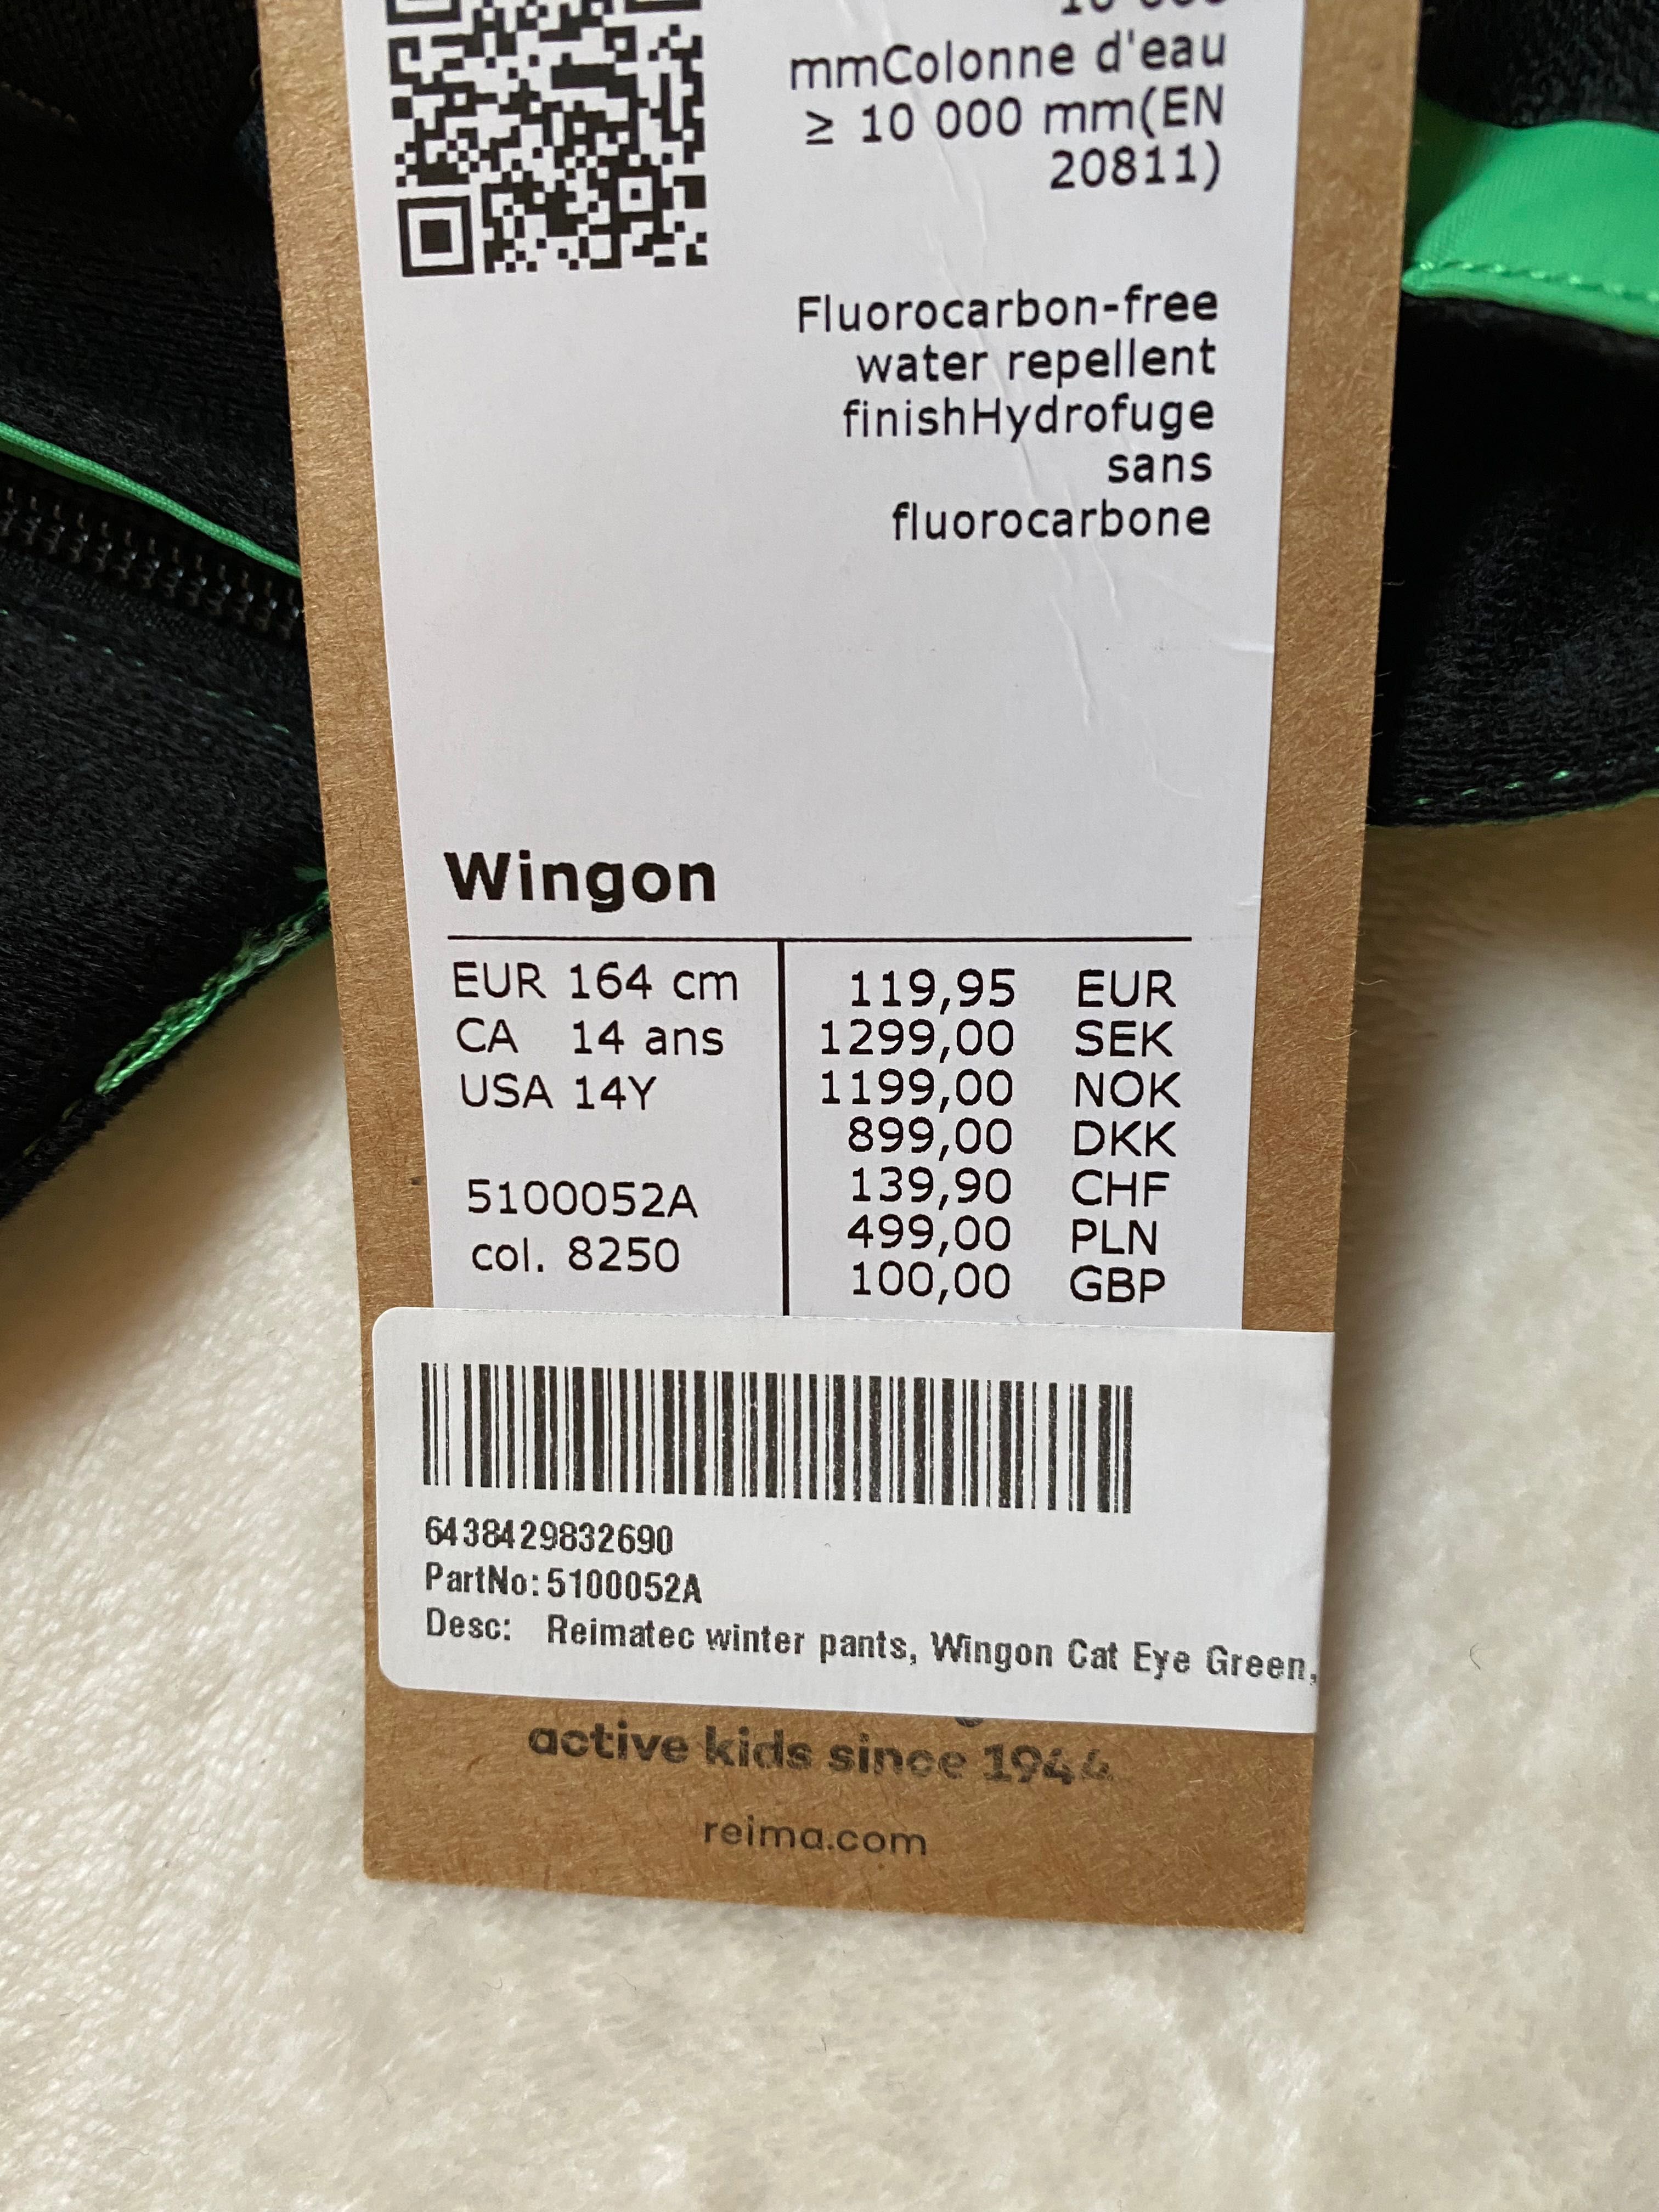 mmColonne d'eau
≥ 10 000 mm(EN
20811)
Fluorocarbon-free
water repellent
finishHydrofuge
sans
fluorocarbone
Wingon
EUR 164 cm
CA 14 ans
USA 14Y
5100052A
col. 8250
119,95 EUR
1299,00 SEK
1199,00 NOK
899,00 DKK
139,90 CHF
499,00 PLN
100,00 GBP
6438429832690
PartNo:5100052A
Desc: Reimatec winter pants, Wingon Cat Eye Green,
active kids since 1944
reima.com